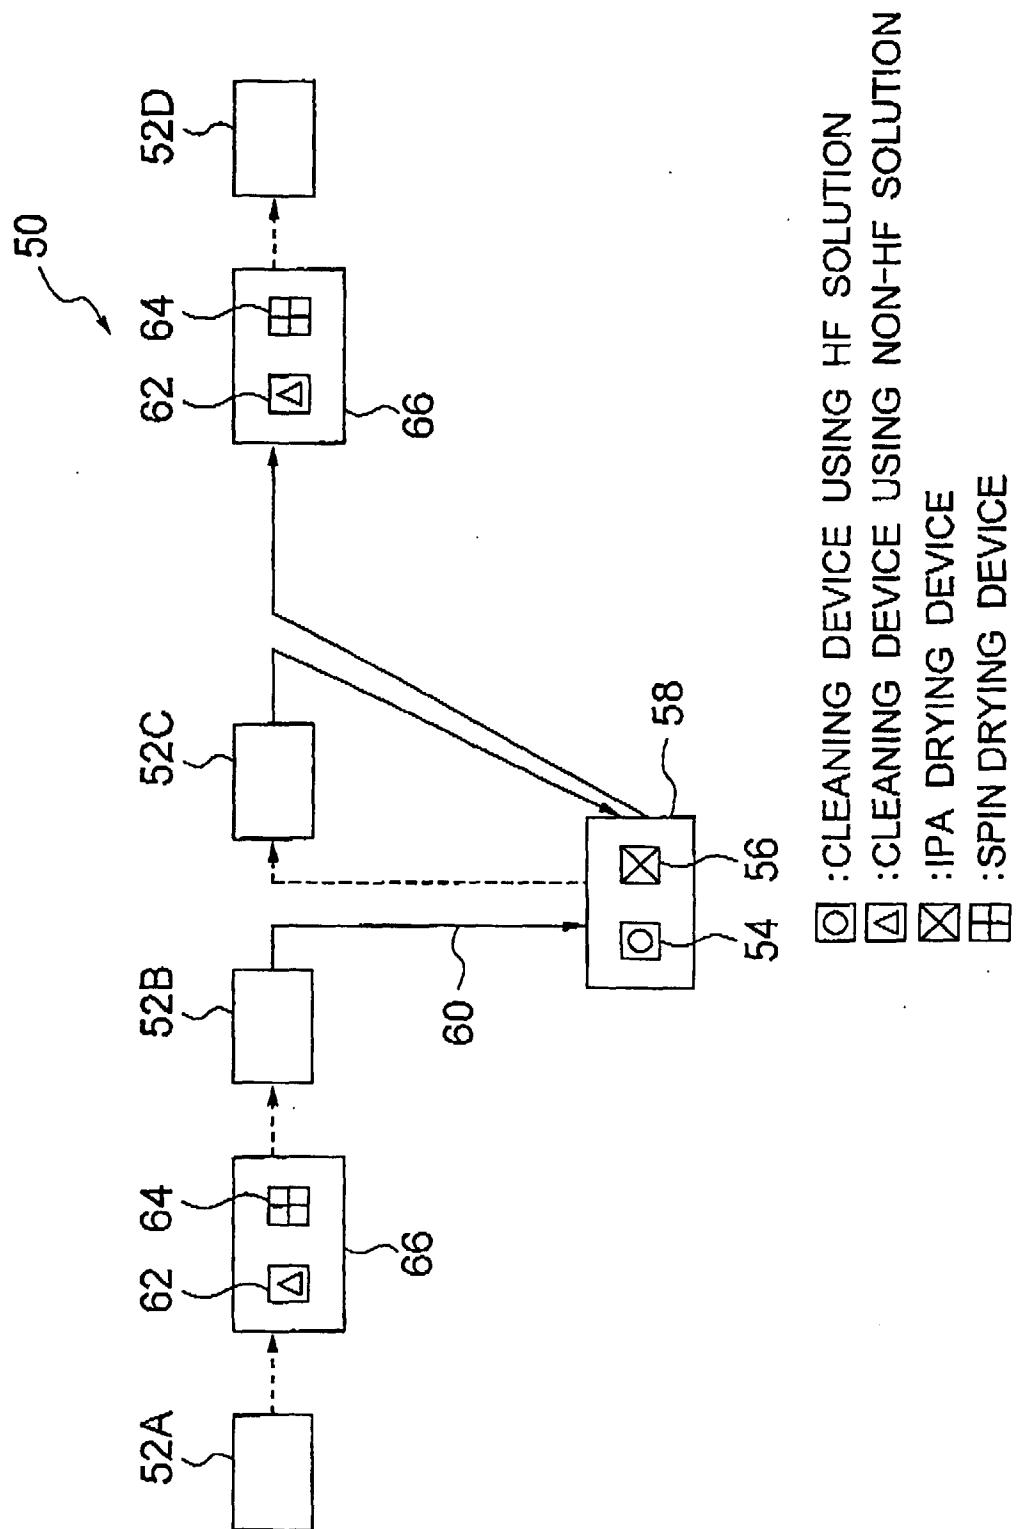 50
52A
62
64
66
52B
60
54
56
58
52C
62
64
66
52D
:CLEANING DEVICE USING HF SOLUTION
:CLEANING DEVICE USING NON-HF SOLUTION
:IPA DRYING DEVICE
:SPIN DRYING DEVICE